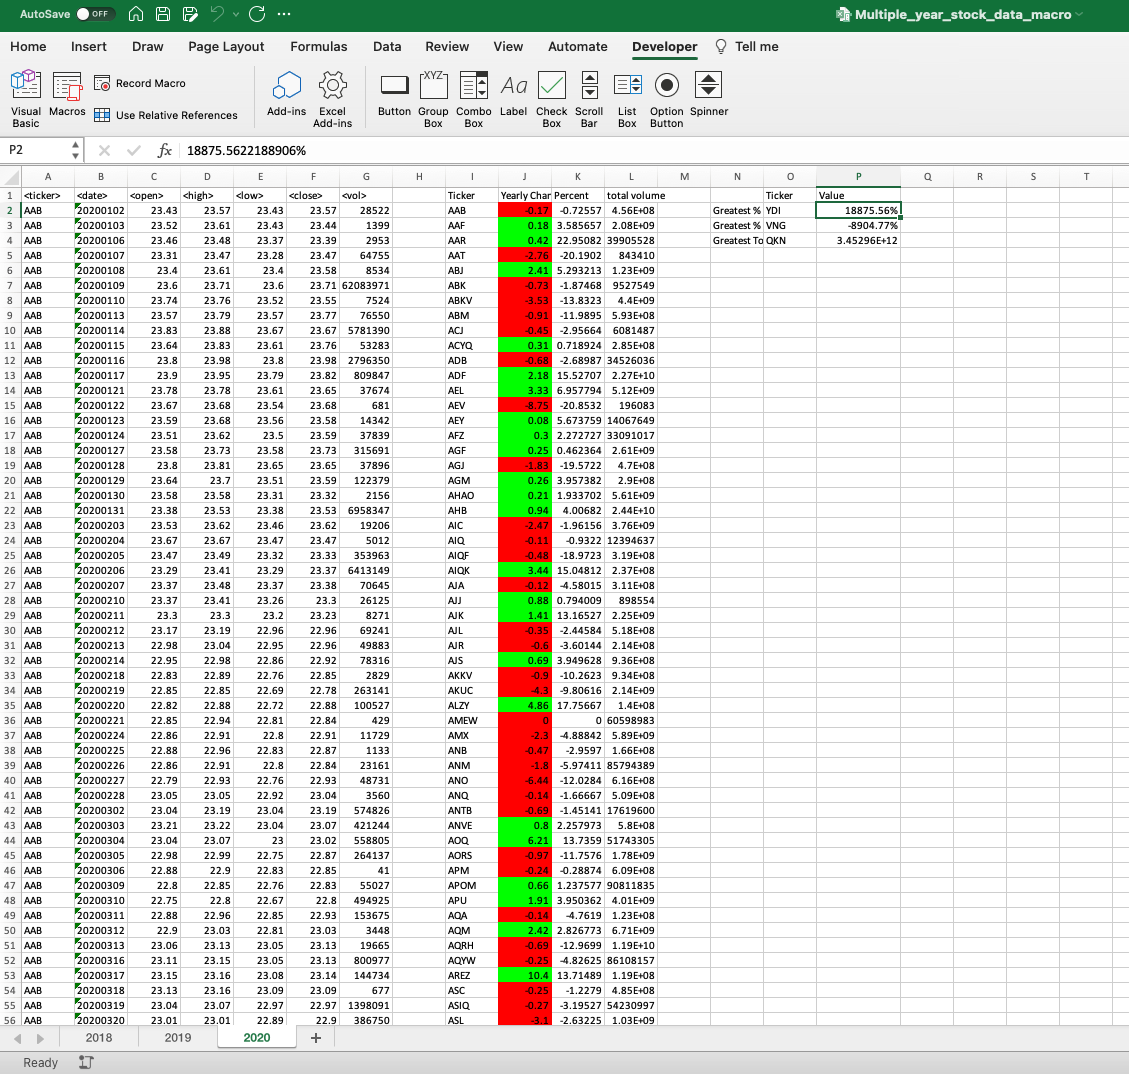 AutoSave OFF Multiple_year_stock_data_macro
Home Insert Draw Page Layout Formulas Data Review View Automate Developer Tell me
Visual Basic Macros Record Macro Use Relative References Add-ins Excel Add-ins Button Group Box Combo Box Label Check Box Scroll Bar List Box Option Button Spinner
P2 fx 18875.5622188906%
A B C D E F G H I J K L M N O P Q R S T
1 <ticker> <date> <open> <high> <low> <close> <vol> Ticker Yearly Char Percent total volume Ticker Value
2 AAB 20200102 23.43 23.57 23.43 23.57 28522 AAB -0.17 -0.72557 4.56E+08 Greatest % YDI 18875.56%
3 AAB 20200103 23.52 23.61 23.43 23.44 1399 AAF 0.18 3.585657 2.08E+09 Greatest % VNG -8904.77%
4 AAB 20200106 23.46 23.48 23.37 23.39 2953 AAR 0.42 22.95082 39905528 Greatest To QKN 3.45296E+12
5 AAB 20200107 23.31 23.47 23.28 23.47 64755 AAT -2.76 -20.1902 843410
6 AAB 20200108 23.4 23.61 23.4 23.58 8534 ABJ 2.41 5.293213 1.23E+09
7 AAB 20200109 23.6 23.71 23.6 23.71 62083971 ABK -0.73 -1.87468 9527549
8 AAB 20200110 23.74 23.76 23.52 23.55 7524 ABKV -3.53 -13.8323 4.4E+09
9 AAB 20200113 23.57 23.79 23.57 23.77 76550 ABM -0.91 -11.9895 5.93E+08
10 AAB 20200114 23.83 23.88 23.67 23.67 5781390 ACJ -0.45 -2.95664 6081487
11 AAB 20200115 23.64 23.83 23.61 23.76 53283 ACYQ 0.31 0.718924 2.85E+08
12 AAB 20200116 23.8 23.98 23.8 23.98 2796350 ADB -0.68 -2.68987 34526036
13 AAB 20200117 23.9 23.95 23.79 23.82 809847 ADF 2.18 15.52707 2.27E+10
14 AAB 20200121 23.78 23.78 23.61 23.65 37674 AEL 3.33 6.957794 5.12E+09
15 AAB 20200122 23.67 23.68 23.54 23.68 681 AEV -8.75 -20.8532 196083
16 AAB 20200123 23.59 23.68 23.56 23.58 14342 AEY 0.08 5.673759 14067649
17 AAB 20200124 23.51 23.62 23.5 23.59 37839 AFZ 0.3 2.272727 33091017
18 AAB 20200127 23.58 23.73 23.58 23.73 315691 AGF 0.25 0.462364 2.61E+09
19 AAB 20200128 23.8 23.81 23.65 23.65 37896 AGJ -1.83 -19.5722 4.7E+08
20 AAB 20200129 23.64 23.7 23.51 23.59 122379 AGM 0.26 3.957382 2.9E+08
21 AAB 20200130 23.58 23.58 23.31 23.32 2156 AHAO 0.21 1.933702 5.61E+09
22 AAB 20200131 23.38 23.53 23.38 23.53 6958347 AHB 0.94 4.00682 2.44E+10
23 AAB 20200203 23.53 23.62 23.46 23.62 19206 AIC -2.47 -1.96156 3.76E+09
24 AAB 20200204 23.67 23.67 23.47 23.47 5012 AIQ -0.11 -0.9322 12394637
25 AAB 20200205 23.47 23.49 23.32 23.33 353963 AIQF -0.48 -18.9723 3.19E+08
26 AAB 20200206 23.29 23.41 23.29 23.37 6413149 AIQK 3.44 15.04812 2.37E+08
27 AAB 20200207 23.37 23.48 23.37 23.38 70645 AJA -0.12 -4.58015 3.11E+08
28 AAB 20200210 23.37 23.41 23.26 23.3 26125 AJJ 0.88 0.794009 898554
29 AAB 20200211 23.3 23.3 23.2 23.23 8271 AJK 1.41 13.16527 2.25E+09
30 AAB 20200212 23.17 23.19 22.96 22.96 69241 AJL -0.35 -2.44584 5.18E+08
31 AAB 20200213 22.98 23.04 22.95 22.96 49883 AJR -0.6 -3.60144 2.14E+09
32 AAB 20200214 22.95 22.98 22.86 22.92 78316 AJS 0.69 3.949628 9.36E+08
33 AAB 20200218 22.83 22.89 22.76 22.85 2829 AKKV -0.9 -10.2623 9.34E+08
34 AAB 20200219 22.85 22.85 22.69 22.78 263141 AKUC -4.3 -9.80616 2.14E+09
35 AAB 20200220 22.82 22.88 22.72 22.88 100527 ALZY 4.86 17.75667 1.4E+08
36 AAB 20200221 22.85 22.94 22.81 22.84 429 AMEW 0 0 60598983
37 AAB 20200224 22.86 22.91 22.8 22.91 11729 AMX -2.3 -4.88842 5.89E+09
38 AAB 20200225 22.88 22.96 22.83 22.87 1133 ANB -0.47 -2.9597 1.66E+08
39 AAB 20200226 22.86 22.91 22.8 22.84 23161 ANM -1.8 -5.97411 85794389
40 AAB 20200227 22.79 22.93 22.76 22.93 48731 ANO -6.44 -12.0284 6.16E+08
41 AAB 20200228 23.05 23.05 22.92 23.04 3560 ANQ -0.14 -1.66667 5.09E+08
42 AAB 20200302 23.04 23.19 23.04 23.19 574826 ANTB -0.69 -1.45141 17619600
43 AAB 20200303 23.21 23.22 23.04 23.07 421244 ANVE 0.8 2.257973 5.8E+08
44 AAB 20200304 23.04 23.07 23 23.02 558805 AOQ 6.21 13.7359 51743305
45 AAB 20200305 22.98 22.99 22.75 22.87 264137 AORS -0.97 -11.7576 1.78E+09
46 AAB 20200306 22.88 22.9 22.83 22.85 41 APM -0.24 -0.28874 6.09E+08
47 AAB 20200309 22.8 22.85 22.76 22.83 55027 APOM 0.66 1.237577 90811835
48 AAB 20200310 22.75 22.8 22.67 22.8 494925 APU 1.91 3.950362 4.01E+09
49 AAB 20200311 22.88 22.96 22.85 22.93 153675 AQA -0.14 -4.7619 1.23E+08
50 AAB 20200312 22.9 23.03 22.81 23.03 3448 AQM 2.42 2.826773 6.71E+09
51 AAB 20200313 23.06 23.13 23.05 23.13 19665 AQRH -0.69 -12.9699 1.19E+10
52 AAB 20200316 23.11 23.15 23.05 23.13 800977 AQYW -0.25 -4.82625 86108157
53 AAB 20200317 23.15 23.16 23.08 23.14 144734 AREZ 10.4 13.71489 1.19E+08
54 AAB 20200318 23.13 23.16 23.09 23.09 677 ASC -0.25 -1.2279 4.85E+08
55 AAB 20200319 23.04 23.07 22.97 22.97 1398091 ASIQ -0.27 -3.19527 54230997
56 AAB 20200320 23.01 23.01 22.89 22.9 386750 ASL -3.1 -2.63225 1.03E+09
2018 2019 2020 +
Ready